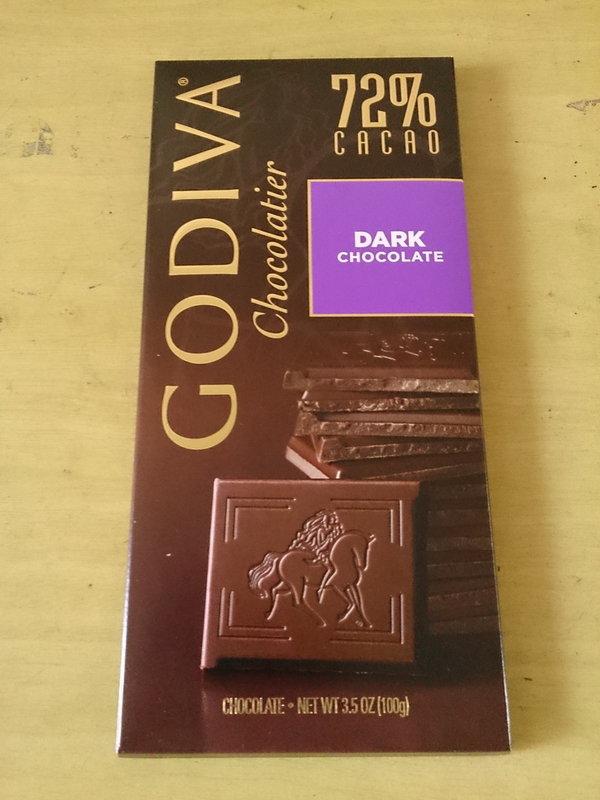 GODIVA®
Chocolatier
72%
CACAO
DARK
CHOCOLATE
CHOCOLATE • NET WT 3.5 OZ (100g)